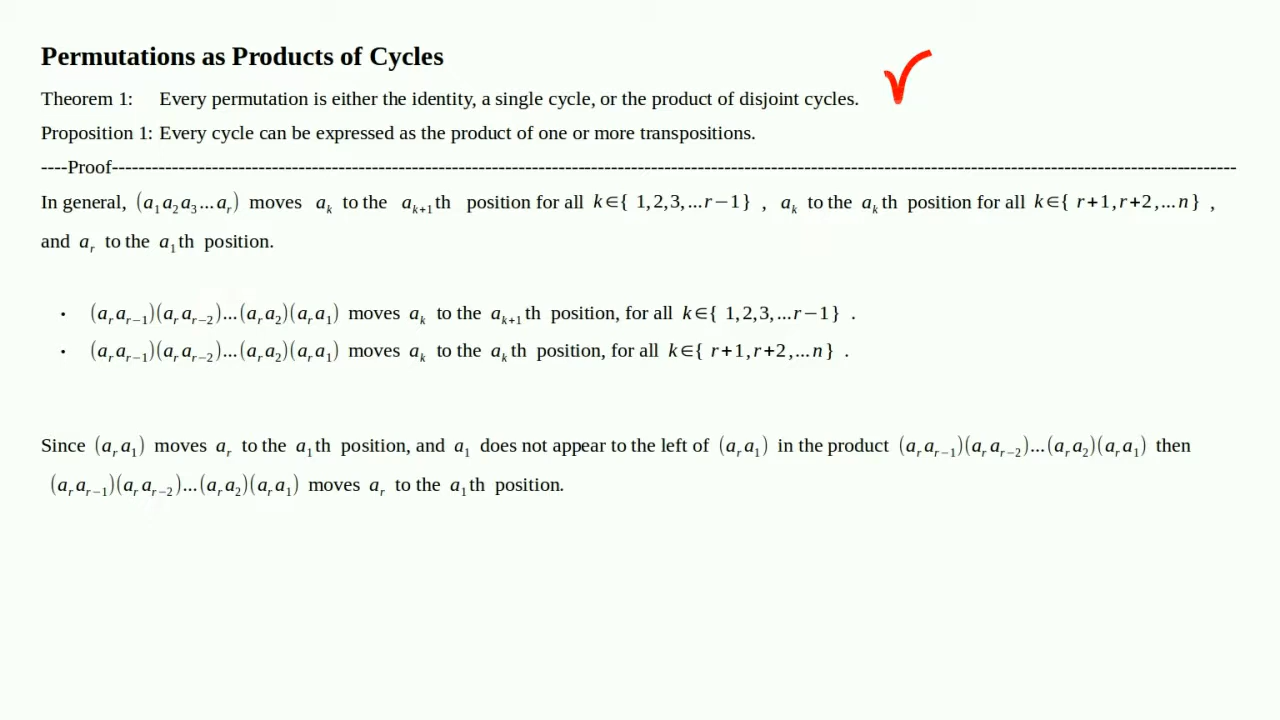 Permutations as Products of Cycles
Theorem 1: Every permutation is either the identity, a single cycle, or the product of disjoint cycles.
Proposition 1: Every cycle can be expressed as the product of one or more transpositions.
----Proof--------------------------------------------------------------------------------------------------------------------------------------------------------------------------
In general, (a₁a₂a₃...aᵣ) moves aₖ to the aₖ₊₁th position for all k∈{ 1,2,3,...r−1} , aₖ to the aₖth position for all k∈{ r+1,r+2,...n} ,
and aᵣ to the a₁th position.
• (aᵣaᵣ₋₁)(aᵣaᵣ₋₂)...(aᵣa₂)(aᵣa₁) moves aₖ to the aₖ₊₁th position, for all k∈{ 1,2,3,...r−1} .
• (aᵣaᵣ₋₁)(aᵣaᵣ₋₂)...(aᵣa₂)(aᵣa₁) moves aₖ to the aₖth position, for all k∈{ r+1,r+2,...n} .
Since (aᵣa₁) moves aᵣ to the a₁th position, and a₁ does not appear to the left of (aᵣa₁) in the product (aᵣaᵣ₋₁)(aᵣaᵣ₋₂)...(aᵣa₂)(aᵣa₁) then
(aᵣaᵣ₋₁)(aᵣaᵣ₋₂)...(aᵣa₂)(aᵣa₁) moves aᵣ to the a₁th position.